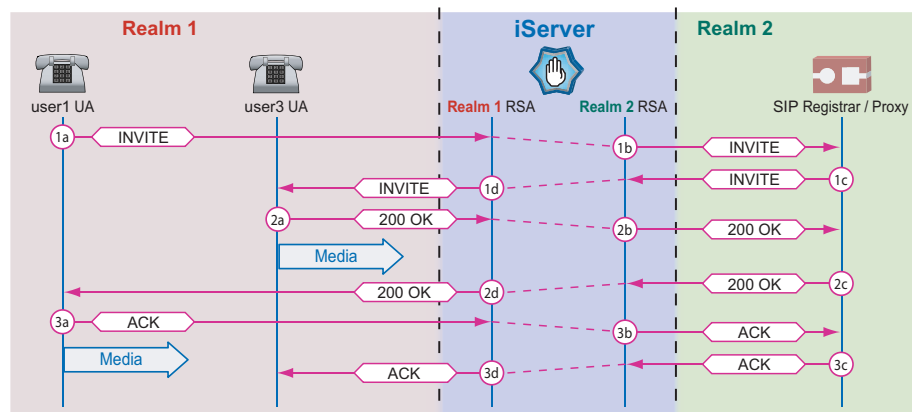 Realm 1
iServer
Realm 2
user1 UA
user3 UA
Realm 1 RSA
Realm 2 RSA
SIP Registrar / Proxy
1a
INVITE
1b
INVITE
INVITE
1d
INVITE
1c
2a
200 OK
2b
200 OK
Media
200 OK
2d
200 OK
2c
3a
ACK
3b
ACK
Media
ACK
3d
ACK
3c